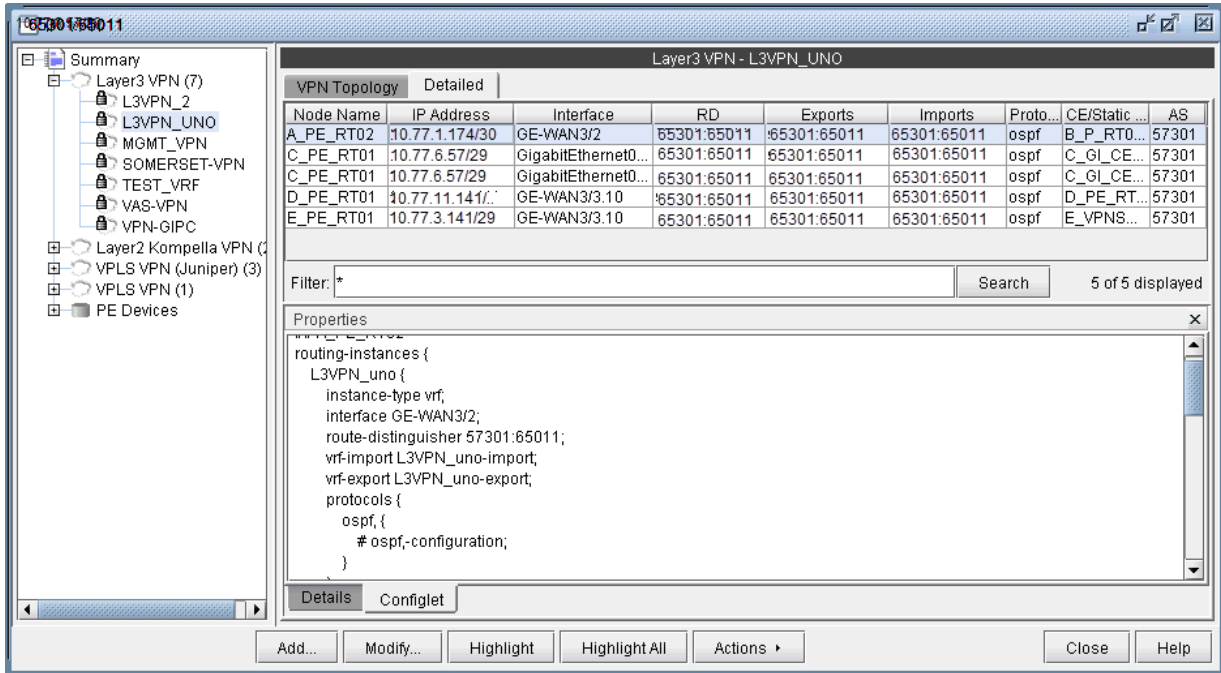 65301:65011
Summary
Layer3 VPN (7)
L3VPN_2
L3VPN_UNO
MGMT_VPN
SOMERSET-VPN
TEST_VRF
VAS-VPN
VPN-GIPC
Layer2 Kompella VPN (2
VPLS VPN (Juniper) (3)
VPLS VPN (1)
PE Devices
Layer3 VPN - L3VPN_UNO
VPN Topology Detailed
Node Name IP Address Interface RD Exports Imports Proto... CE/Static ... AS
A_PE_RT02 10.77.1.174/30 GE-WAN3/2 65301:65011 65301:65011 65301:65011 ospf B_P_RT0... 57301
C_PE_RT01 10.77.6.57/29 GigabitEthernet0... 65301:65011 65301:65011 65301:65011 ospf C_GI_CE... 57301
C_PE_RT01 10.77.6.57/29 GigabitEthernet0... 65301:65011 65301:65011 65301:65011 ospf C_GI_CE... 57301
D_PE_RT01 10.77.11.141/... GE-WAN3/3.10 65301:65011 65301:65011 65301:65011 ospf D_PE_RT... 57301
E_PE_RT01 10.77.3.141/29 GE-WAN3/3.10 65301:65011 65301:65011 65301:65011 ospf E_VPNS... 57301
Filter: * Search 5 of 5 displayed
Properties
routing-instances {
L3VPN_uno {
instance-type vrf;
interface GE-WAN3/2;
route-distinguisher 57301:65011;
vrf-import L3VPN_uno-import;
vrf-export L3VPN_uno-export;
protocols {
ospf, {
# ospf,-configuration;
}
Details Configlet
Add... Modify... Highlight Highlight All Actions Close Help